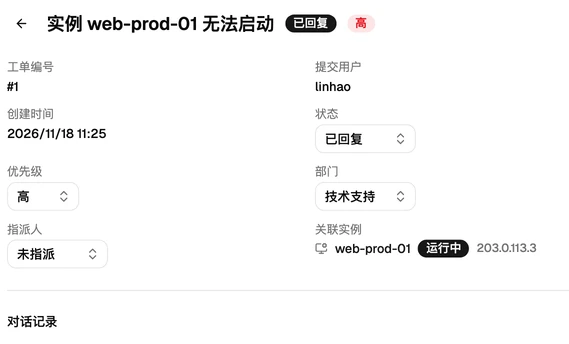 实例 web-prod-01 无法启动 已回复 高
工单编号 提交用户
#1 linhao
创建时间 状态
2026/11/18 11:25 已回复
优先级 部门
高 技术支持
指派人 关联实例
未指派 web-prod-01 运行中 203.0.113.3
对话记录